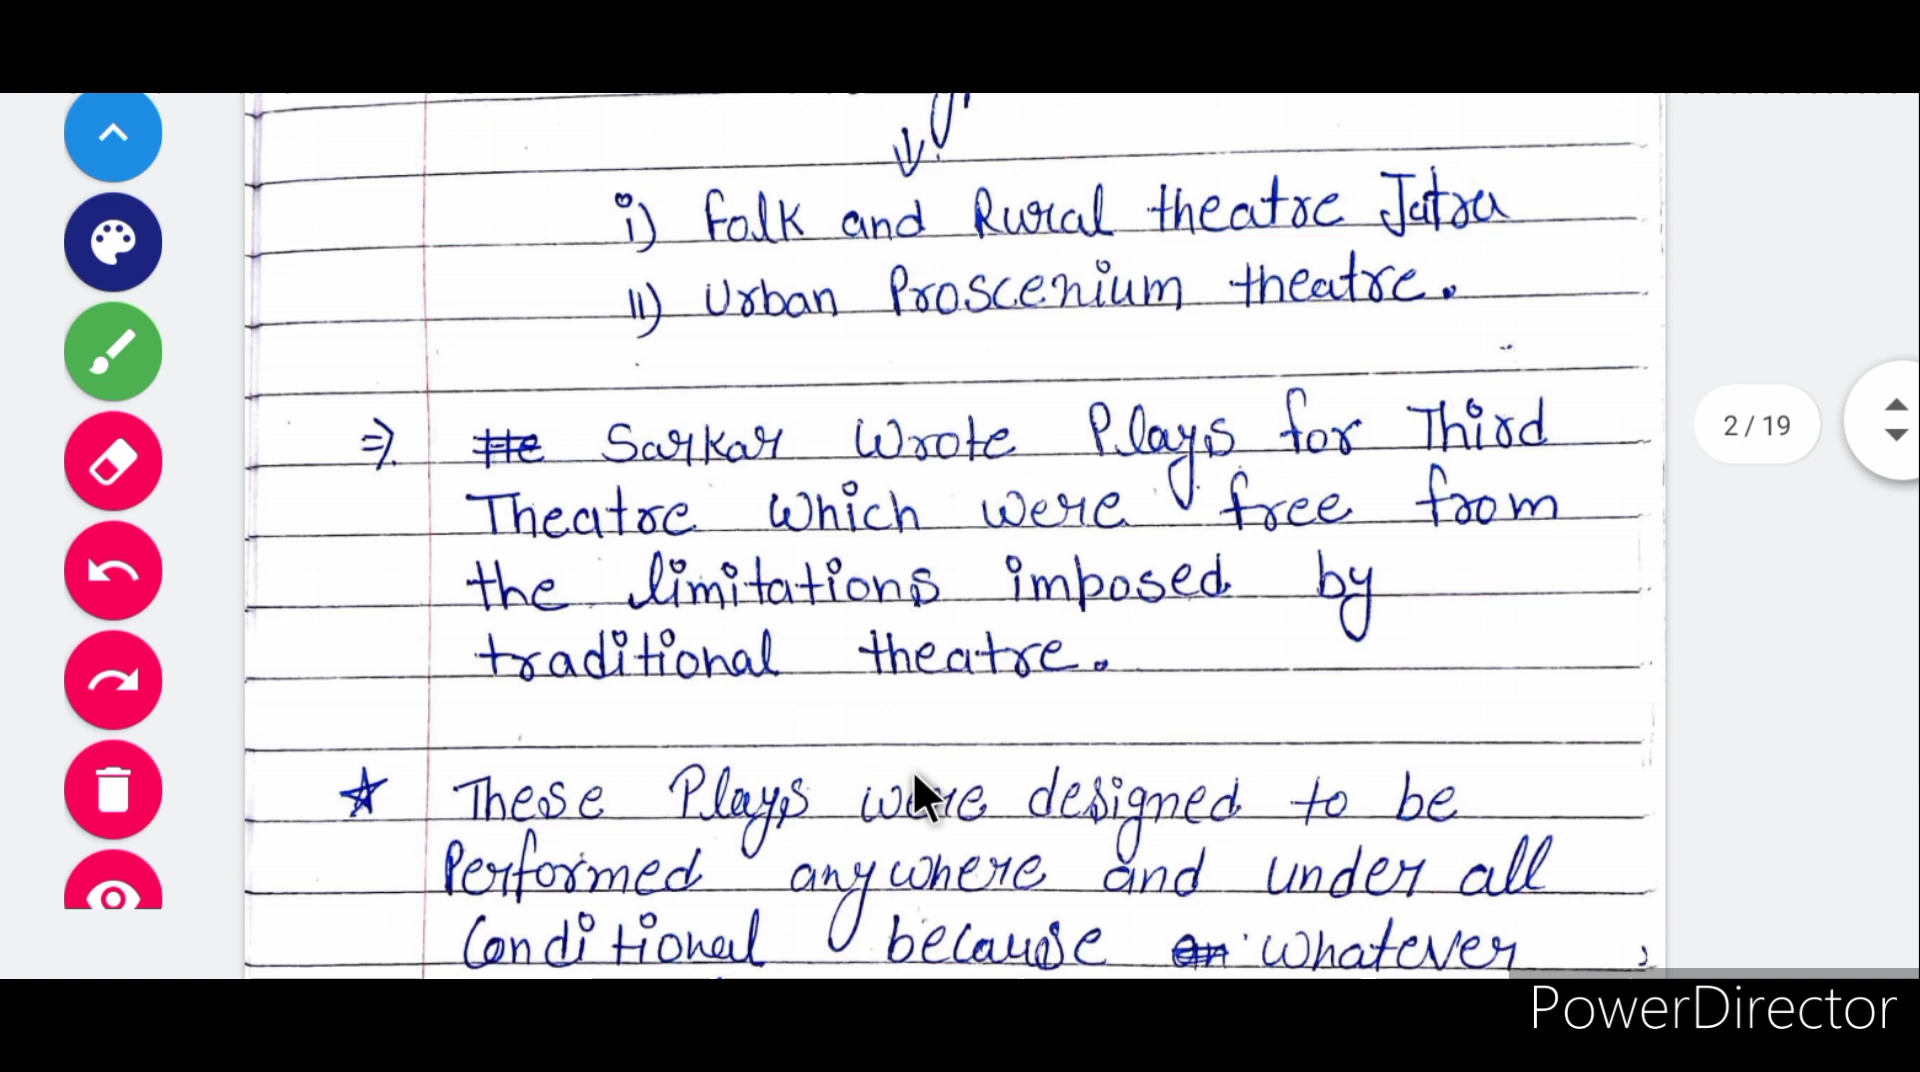 i) Folk and Rural theatre Jatra
ii) Urban Proscenium theatre.
⇒. He Sarkar Wrote Plays for Third
Theatre which were free from
the limitations imposed by
traditional theatre.
2 / 19
☆ These Plays were designed to be
Performed anywhere and under all
Conditional because on whatever
PowerDirector